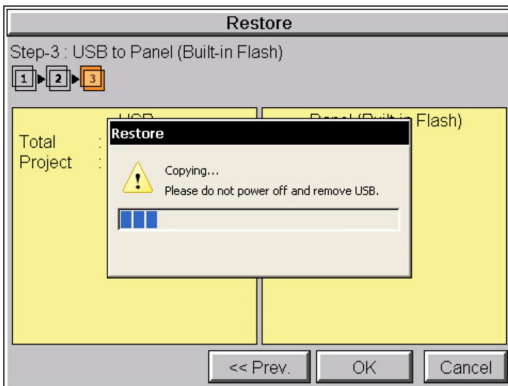 Restore
Step-3 : USB to Panel (Built-in Flash)
1 2 3
Flash)
Total :
Project :
Restore
Copying...
Please do not power off and remove USB.
<< Prev. OK Cancel